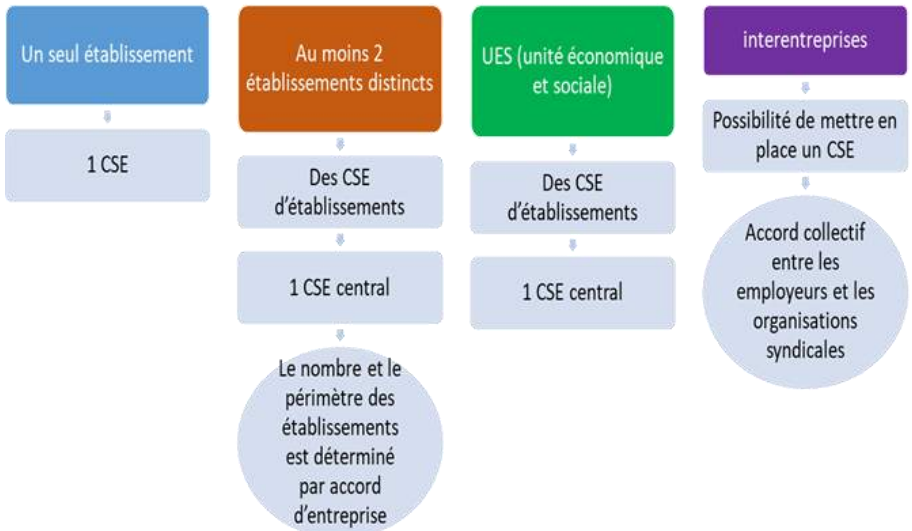 Un seul établissement
1 CSE
Au moins 2
établissements distincts
Des CSE
d'établissements
1 CSE central
Le nombre et le
périmètre des
établissements
est déterminé
par accord
d'entreprise
UES (unité économique
et sociale)
Des CSE
d'établissements
1 CSE central
interentreprises
Possibilité de mettre en
place un CSE
Accord collectif
entre les
employeurs et les
organisations
syndicales